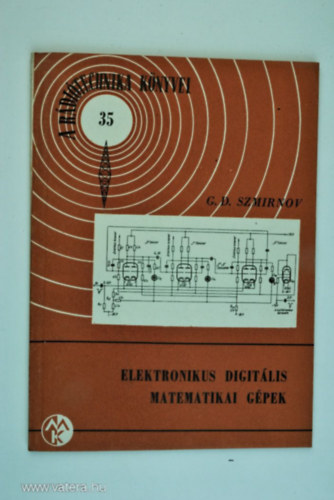 A RÁDIÓTECHNIKA KÖNYVEI
35
G. D. SZMIRNOV
ELEKTRONIKUS DIGITÁLIS
MATEMATIKAI GÉPEK
MK
www.vatera.hu